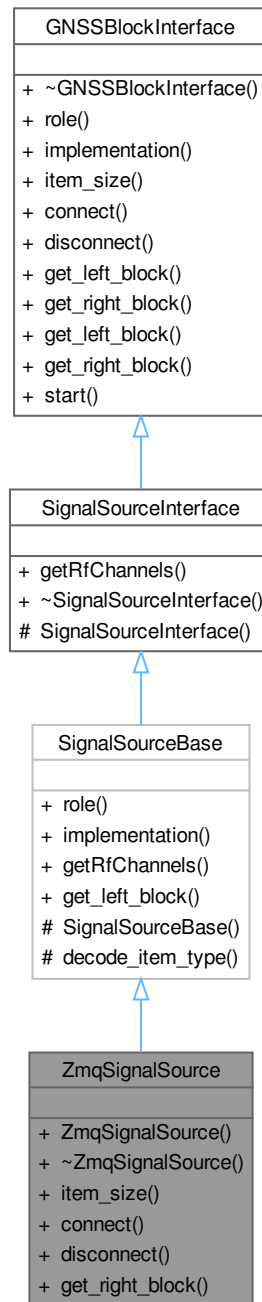 GNSSBlockInterface
+ ~GNSSBlockInterface()
+ role()
+ implementation()
+ item_size()
+ connect()
+ disconnect()
+ get_left_block()
+ get_right_block()
+ get_left_block()
+ get_right_block()
+ start()
SignalSourceInterface
+ getRfChannels()
+ ~SignalSourceInterface()
# SignalSourceInterface()
SignalSourceBase
+ role()
+ implementation()
+ getRfChannels()
+ get_left_block()
# SignalSourceBase()
# decode_item_type()
ZmqSignalSource
+ ZmqSignalSource()
+ ~ZmqSignalSource()
+ item_size()
+ connect()
+ disconnect()
+ get_right_block()